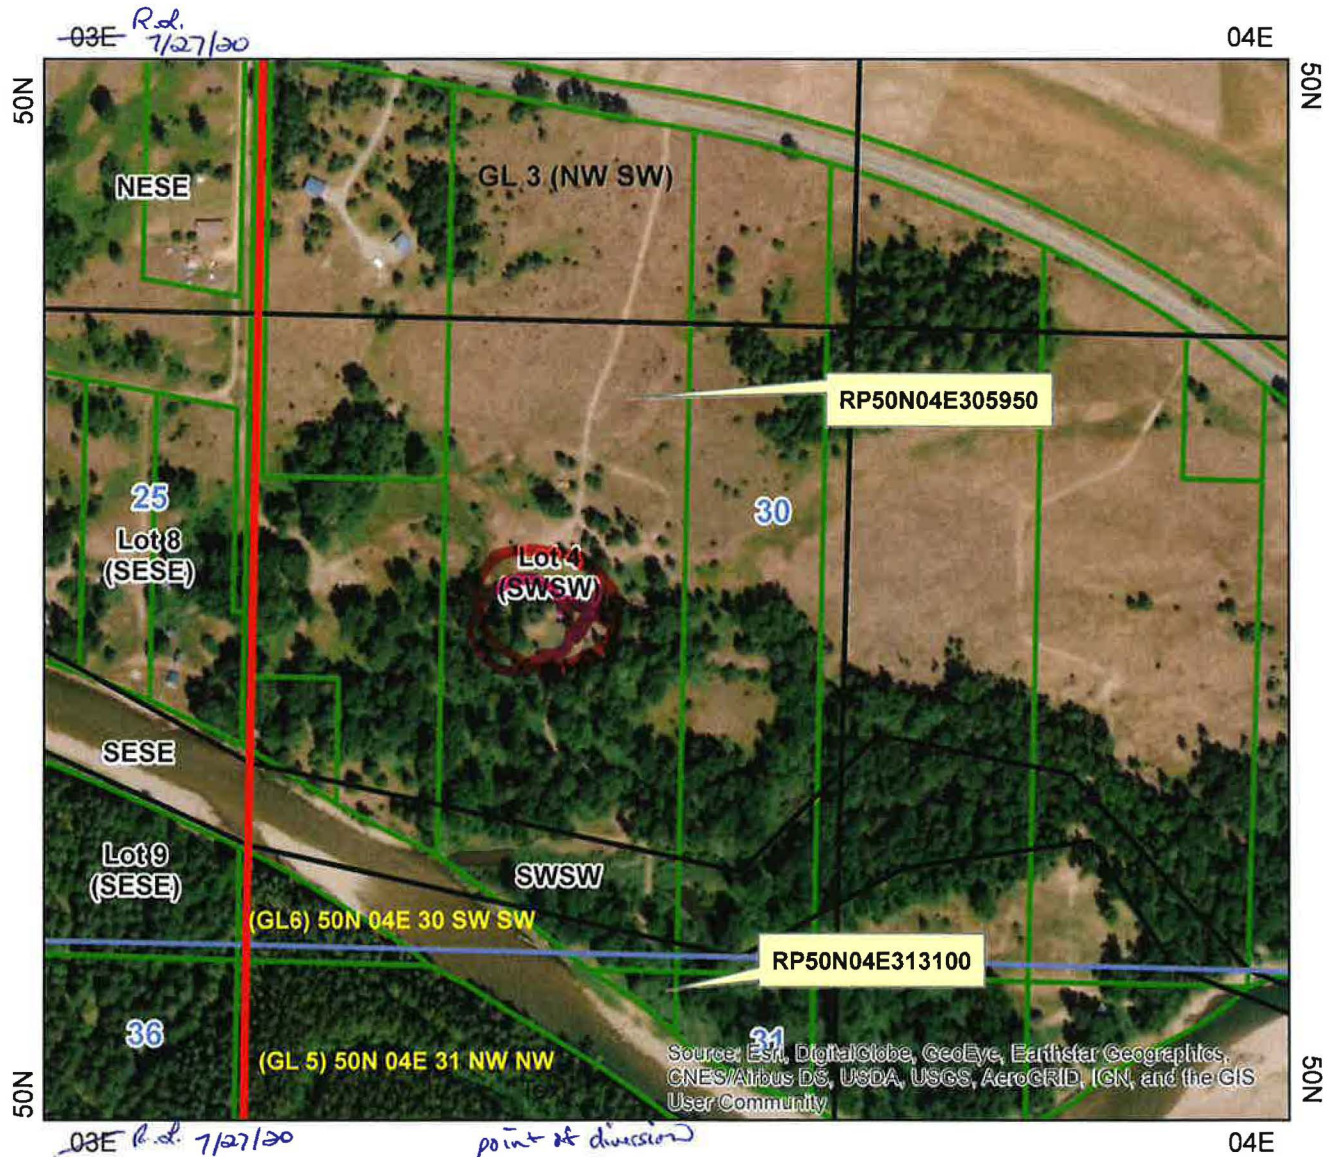 R.L.
03E 7/27/20 04E
50N 50N
NESE
GL 3 (NW SW)
RP50N04E305950
25
30
Lot 8
(SESE)
Lot 4
(SWSW)
SESE
Lot 9
(SESE)
SWSW
(GL6) 50N 04E 30 SW SW
RP50N04E313100
36
31
(GL 5) 50N 04E 31 NW NW
Source: Esri, DigitalGlobe, GeoEye, Earthstar Geographics,
CNES/Airbus DS, USDA, USGS, AeroGRID, IGN, and the GIS
User Community
50N 50N
03E R.L. 7/27/20 point of diversion 04E